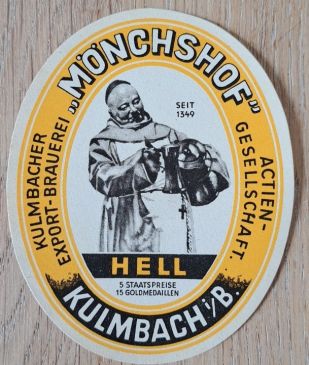 KULMBACHER
EXPORT-BRAUEREI
„MÖNCHSHOF”
ACTIEN-
GESELLSCHAFT.
SEIT
1349
HELL
5 STAATSPREISE
15 GOLDMEDAILLEN
KULMBACH i/B.